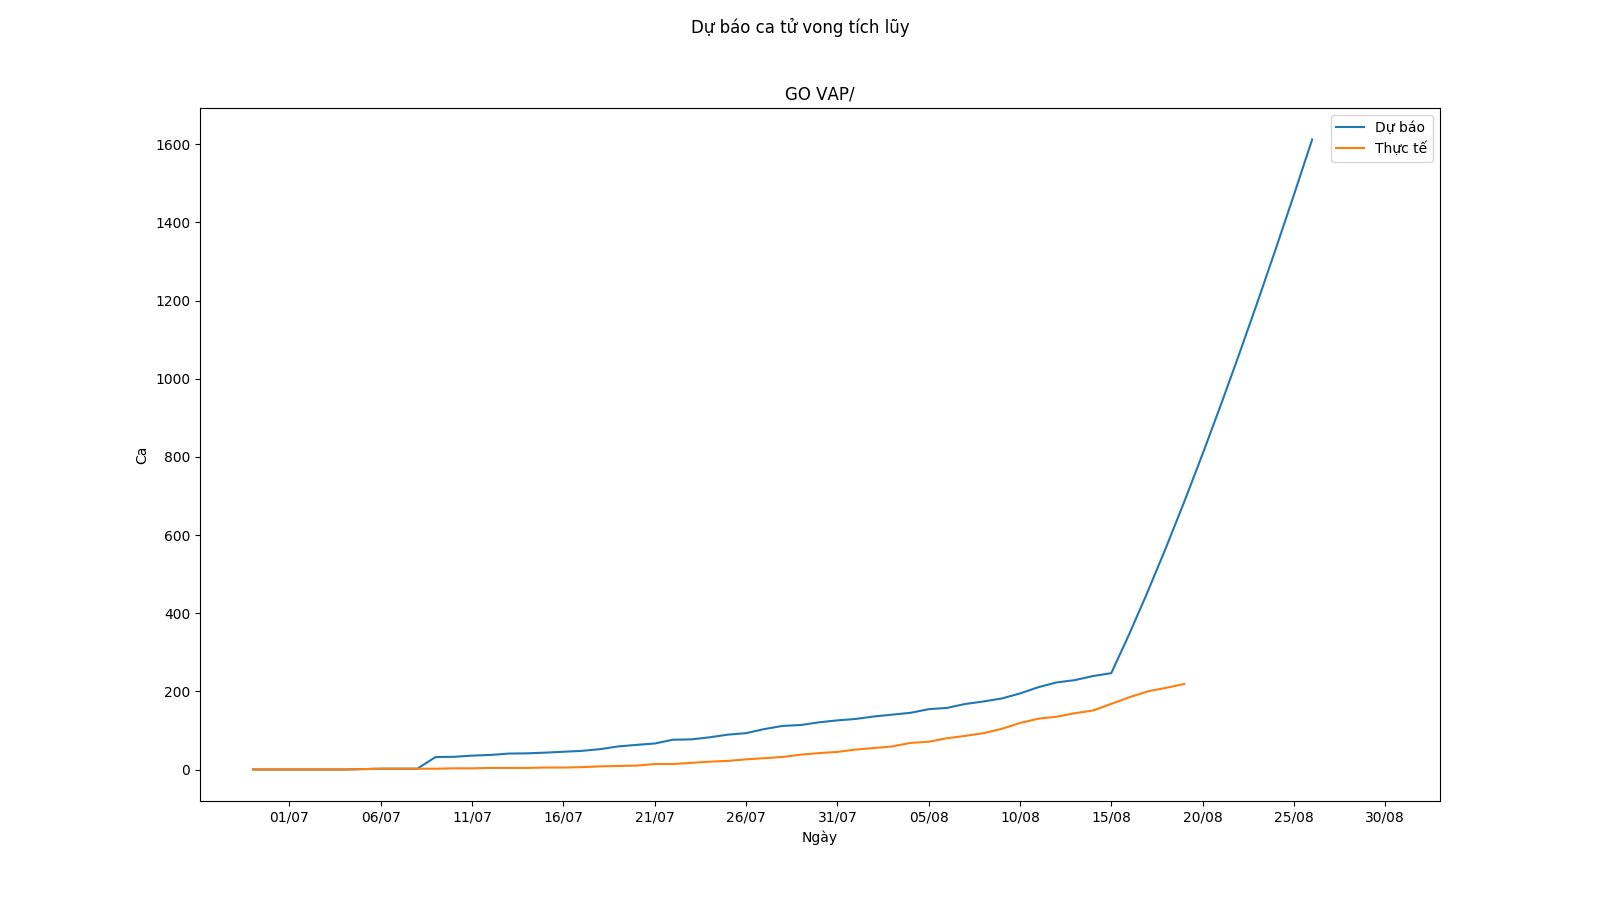 Dự báo ca tử vong tích lũy
GO VAP/
Dự báo
Thực tế
1600
1400
1200
1000
800
600
400
200
0
Ca
01/07 06/07 11/07 16/07 21/07 26/07 31/07 05/08 10/08 15/08 20/08 25/08 30/08
Ngày